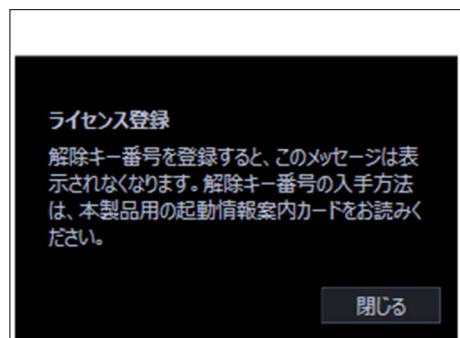 ライセンス登録
解除キー番号を登録すると、このメッセージは表
示されなくなります。解除キー番号の入手方法
は、本製品用の起動情報案内カードをお読みく
ださい。
閉じる